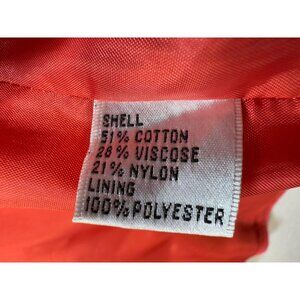 SHELL
51% COTTON
28% VISCOSE
21% NYLON
LINING
100% POLYESTER